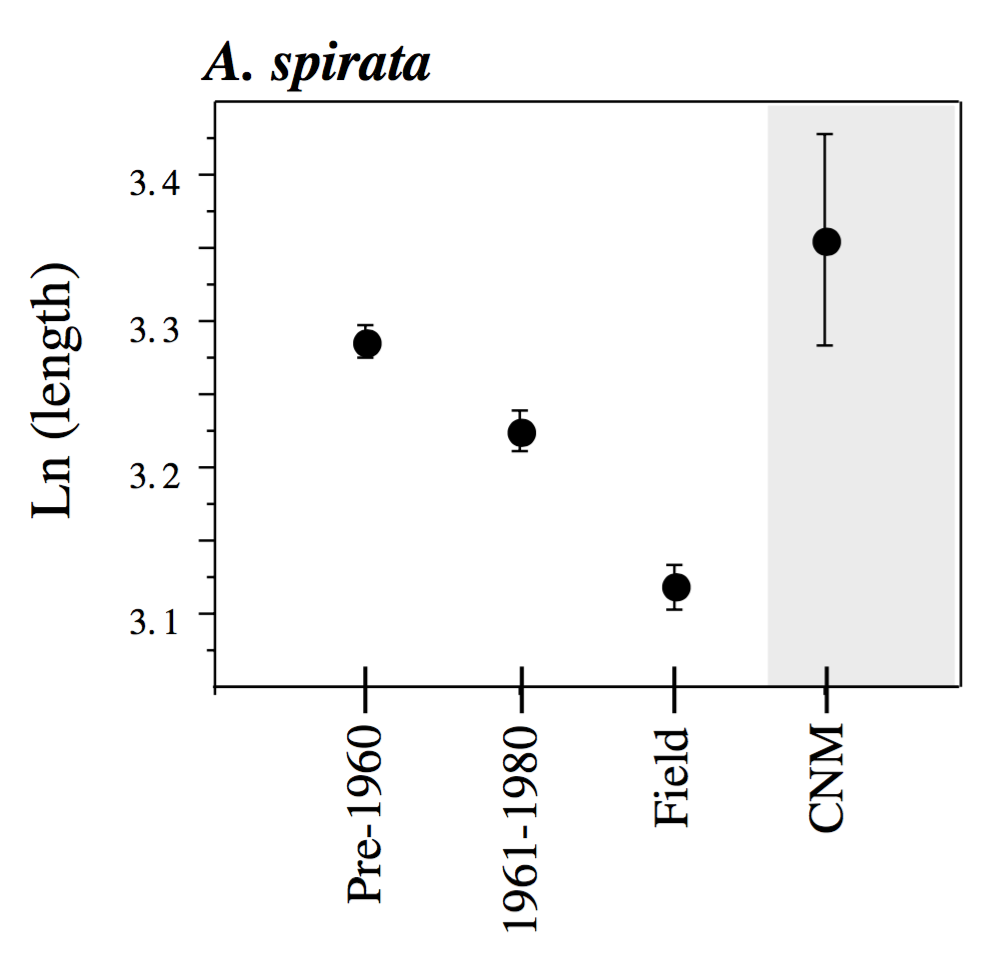 A. spirata
Ln (length)
3.4
3.3
3.2
3.1
Pre-1960
1961-1980
Field
CNM